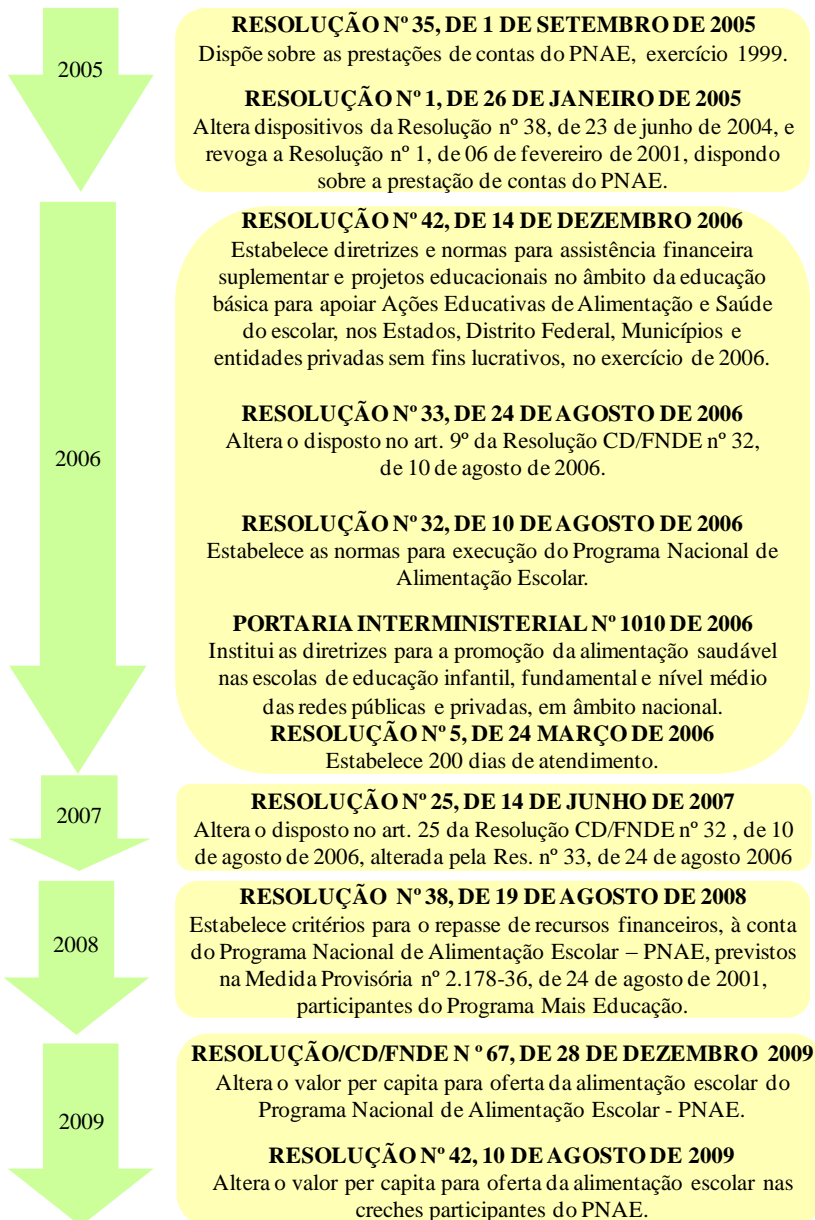 2005
RESOLUÇÃO Nº 35, DE 1 DE SETEMBRO DE 2005
Dispõe sobre as prestações de contas do PNAE, exercício 1999.
RESOLUÇÃO Nº 1, DE 26 DE JANEIRO DE 2005
Altera dispositivos da Resolução nº 38, de 23 de junho de 2004, e
revoga a Resolução nº 1, de 06 de fevereiro de 2001, dispondo
sobre a prestação de contas do PNAE.
2006
RESOLUÇÃO Nº 42, DE 14 DE DEZEMBRO 2006
Estabelece diretrizes e normas para assistência financeira
suplementar e projetos educacionais no âmbito da educação
básica para apoiar Ações Educativas de Alimentação e Saúde
do escolar, nos Estados, Distrito Federal, Municípios e
entidades privadas sem fins lucrativos, no exercício de 2006.
RESOLUÇÃO Nº 33, DE 24 DE AGOSTO DE 2006
Altera o disposto no art. 9º da Resolução CD/FNDE nº 32,
de 10 de agosto de 2006.
RESOLUÇÃO Nº 32, DE 10 DE AGOSTO DE 2006
Estabelece as normas para execução do Programa Nacional de
Alimentação Escolar.
PORTARIA INTERMINISTERIAL Nº 1010 DE 2006
Institui as diretrizes para a promoção da alimentação saudável
nas escolas de educação infantil, fundamental e nível médio
das redes públicas e privadas, em âmbito nacional.
RESOLUÇÃO Nº 5, DE 24 MARÇO DE 2006
Estabelece 200 dias de atendimento.
2007
RESOLUÇÃO Nº 25, DE 14 DE JUNHO DE 2007
Altera o disposto no art. 25 da Resolução CD/FNDE nº 32 , de 10
de agosto de 2006, alterada pela Res. nº 33, de 24 de agosto 2006
2008
RESOLUÇÃO Nº 38, DE 19 DE AGOSTO DE 2008
Estabelece critérios para o repasse de recursos financeiros, à conta
do Programa Nacional de Alimentação Escolar – PNAE, previstos
na Medida Provisória nº 2.178-36, de 24 de agosto de 2001,
participantes do Programa Mais Educação.
2009
RESOLUÇÃO/CD/FNDE N º 67, DE 28 DE DEZEMBRO 2009
Altera o valor per capita para oferta da alimentação escolar do
Programa Nacional de Alimentação Escolar - PNAE.
RESOLUÇÃO Nº 42, 10 DE AGOSTO DE 2009
Altera o valor per capita para oferta da alimentação escolar nas
creches participantes do PNAE.